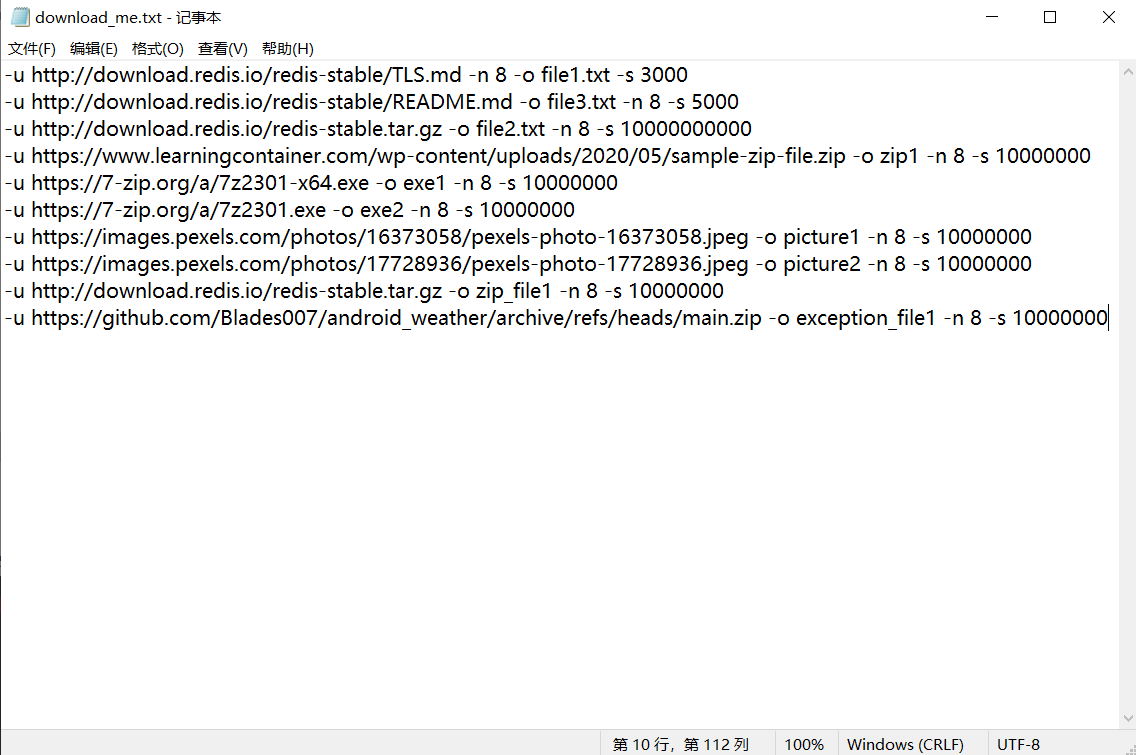 download_me.txt - 记事本
文件(F) 编辑(E) 格式(O) 查看(V) 帮助(H)
-u http://download.redis.io/redis-stable/TLS.md -n 8 -o file1.txt -s 3000
-u http://download.redis.io/redis-stable/README.md -o file3.txt -n 8 -s 5000
-u http://download.redis.io/redis-stable.tar.gz -o file2.txt -n 8 -s 10000000000
-u https://www.learningcontainer.com/wp-content/uploads/2020/05/sample-zip-file.zip -o zip1 -n 8 -s 10000000
-u https://7-zip.org/a/7z2301-x64.exe -o exe1 -n 8 -s 10000000
-u https://7-zip.org/a/7z2301.exe -o exe2 -n 8 -s 10000000
-u https://images.pexels.com/photos/16373058/pexels-photo-16373058.jpeg -o picture1 -n 8 -s 10000000
-u https://images.pexels.com/photos/17728936/pexels-photo-17728936.jpeg -o picture2 -n 8 -s 10000000
-u http://download.redis.io/redis-stable.tar.gz -o zip_file1 -n 8 -s 10000000
-u https://github.com/Blades007/android_weather/archive/refs/heads/main.zip -o exception_file1 -n 8 -s 10000000
第 10 行，第 112 列 100% Windows (CRLF) UTF-8